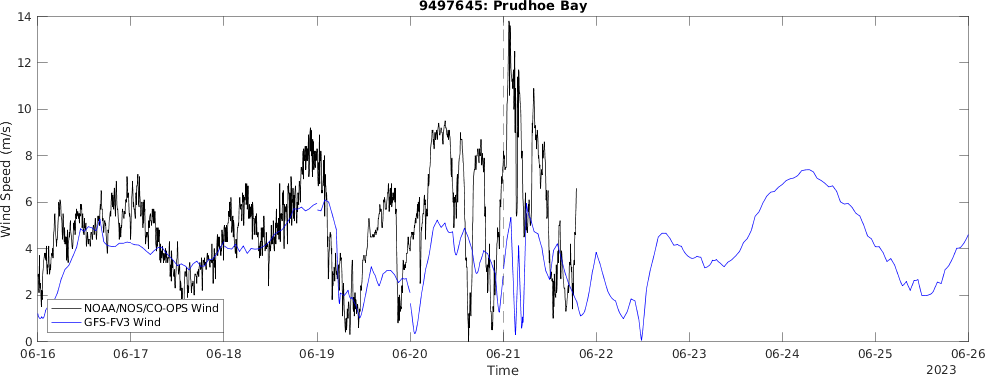 9497645: Prudhoe Bay
14
12
10
8
6
4
2
0
Wind Speed (m/s)
NOAA/NOS/CO-OPS Wind
GFS-FV3 Wind
06-16 06-17 06-18 06-19 06-20 06-21 06-22 06-23 06-24 06-25 06-26
Time
2023